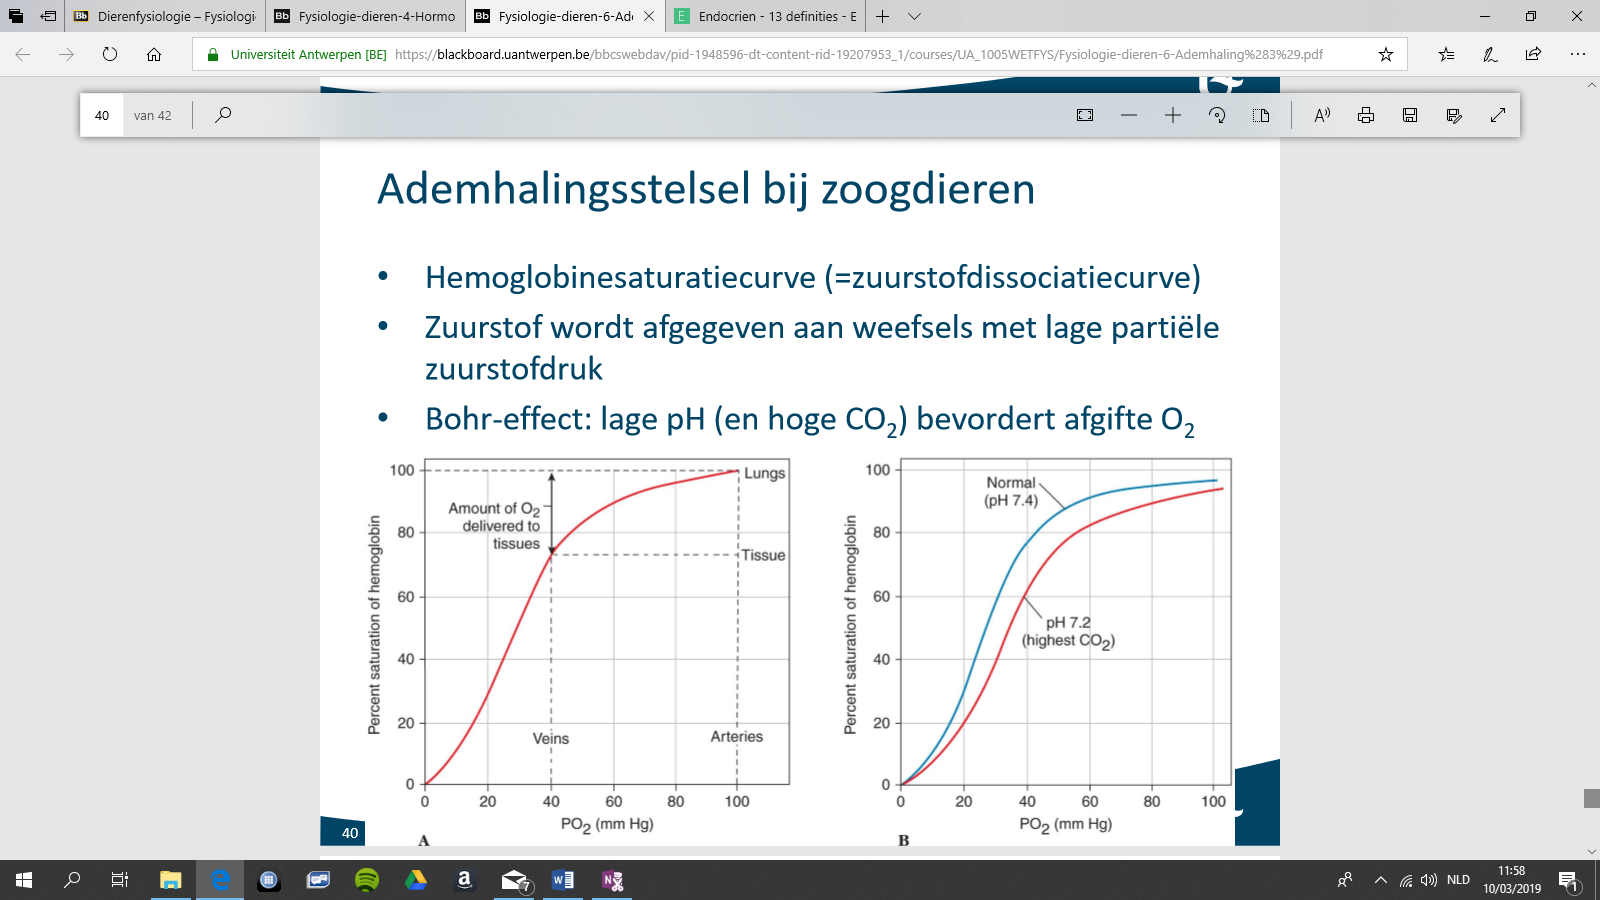 Dierenfysiologie – Fysiologi
Fysiologie-dieren-4-Hormo
Fysiologie-dieren-6-Ad
Endocrien - 13 definities - E
Universiteit Antwerpen [BE] https://blackboard.uantwerpen.be/bbcswebdav/pid-1948596-dt-content-rid-19207953_1/courses/UA_1005WETFYS/Fysiologie-dieren-6-Ademhaling%283%29.pdf
40 van 42
Ademhalingsstelsel bij zoogdieren
• Hemoglobinesaturatiecurve (=zuurstofdissociatiecurve)
• Zuurstof wordt afgegeven aan weefsels met lage partiële
zuurstofdruk
• Bohr-effect: lage pH (en hoge CO2) bevordert afgifte O2
Percent saturation of hemoglobin
100
80
60
40
20
0
Amount of O2
delivered to
tissues
Lungs
Tissue
Veins
Arteries
0 20 40 60 80 100
PO2 (mm Hg)
A
Percent saturation of hemoglobin
100
80
60
40
20
0
Normal
(pH 7.4)
pH 7.2
(highest CO2)
0 20 40 60 80 100
PO2 (mm Hg)
B
40
7
NLD
11:58
10/03/2019
1